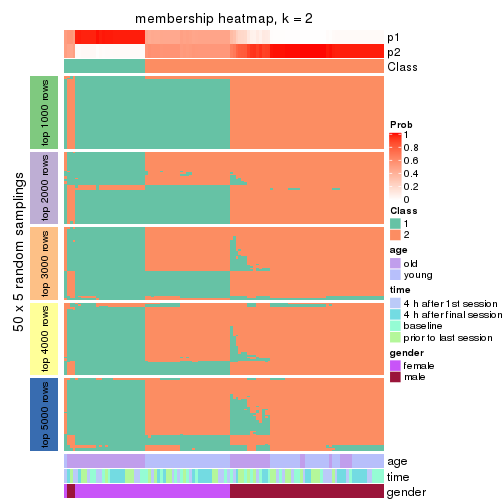 membership heatmap, k = 2
p1
p2
Class
50 x 5 random samplings
top 1000 rows
top 2000 rows
top 3000 rows
top 4000 rows
top 5000 rows
age
time
gender
Prob
1
0.8
0.6
0.4
0.2
0
Class
1
2
age
old
young
time
4 h after 1st session
4 h after final session
baseline
prior to last session
gender
female
male